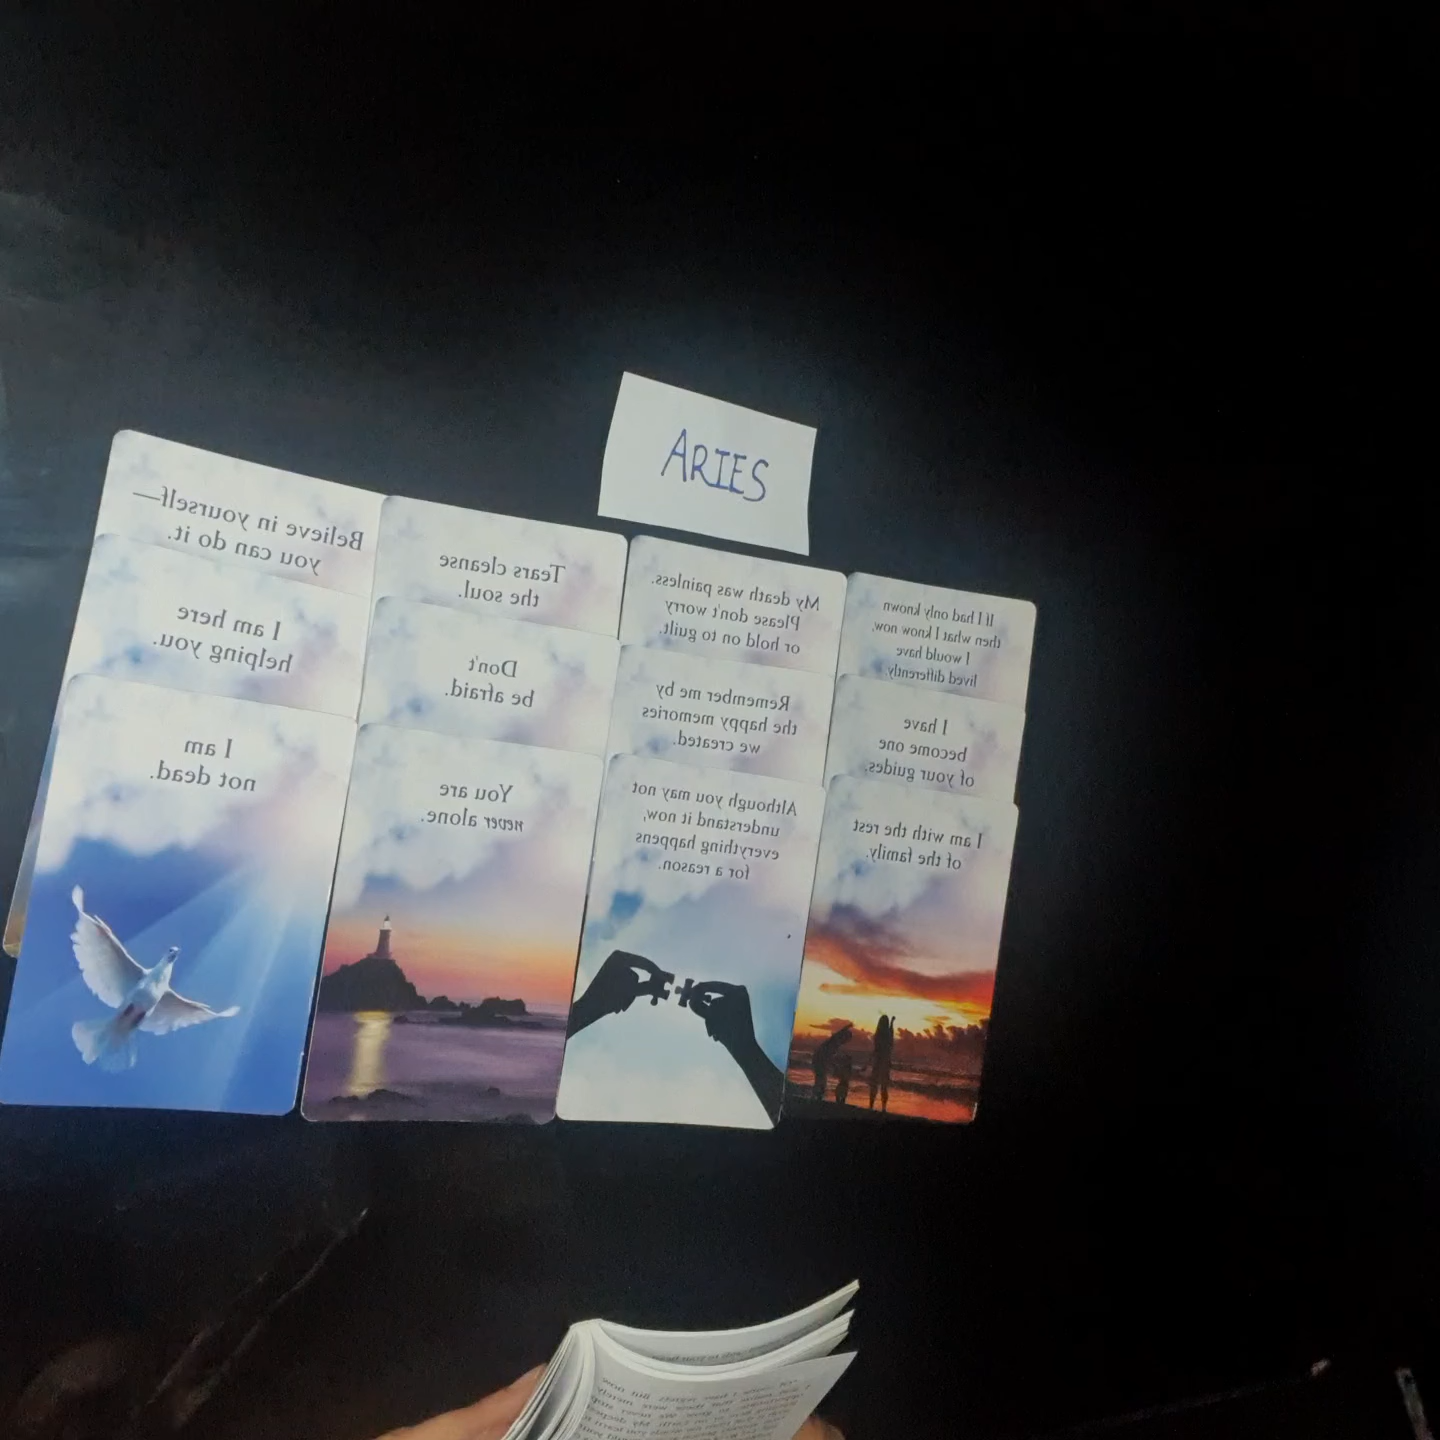 ARIES
Believe in yourself—
you can do it.
I am here
helping you.
I am
not dead.
Tears cleanse
the soul.
Don't
be afraid.
You are
never alone.
My death was painless.
Please don't worry
or hold on to guilt.
Remember me by
the happy memories
we created.
Although you may not
understand it now,
everything happens
for a reason.
If I had only known
then what I know now,
I would have
lived differently.
I have
become one
of your guides.
I am with the rest
of the family.